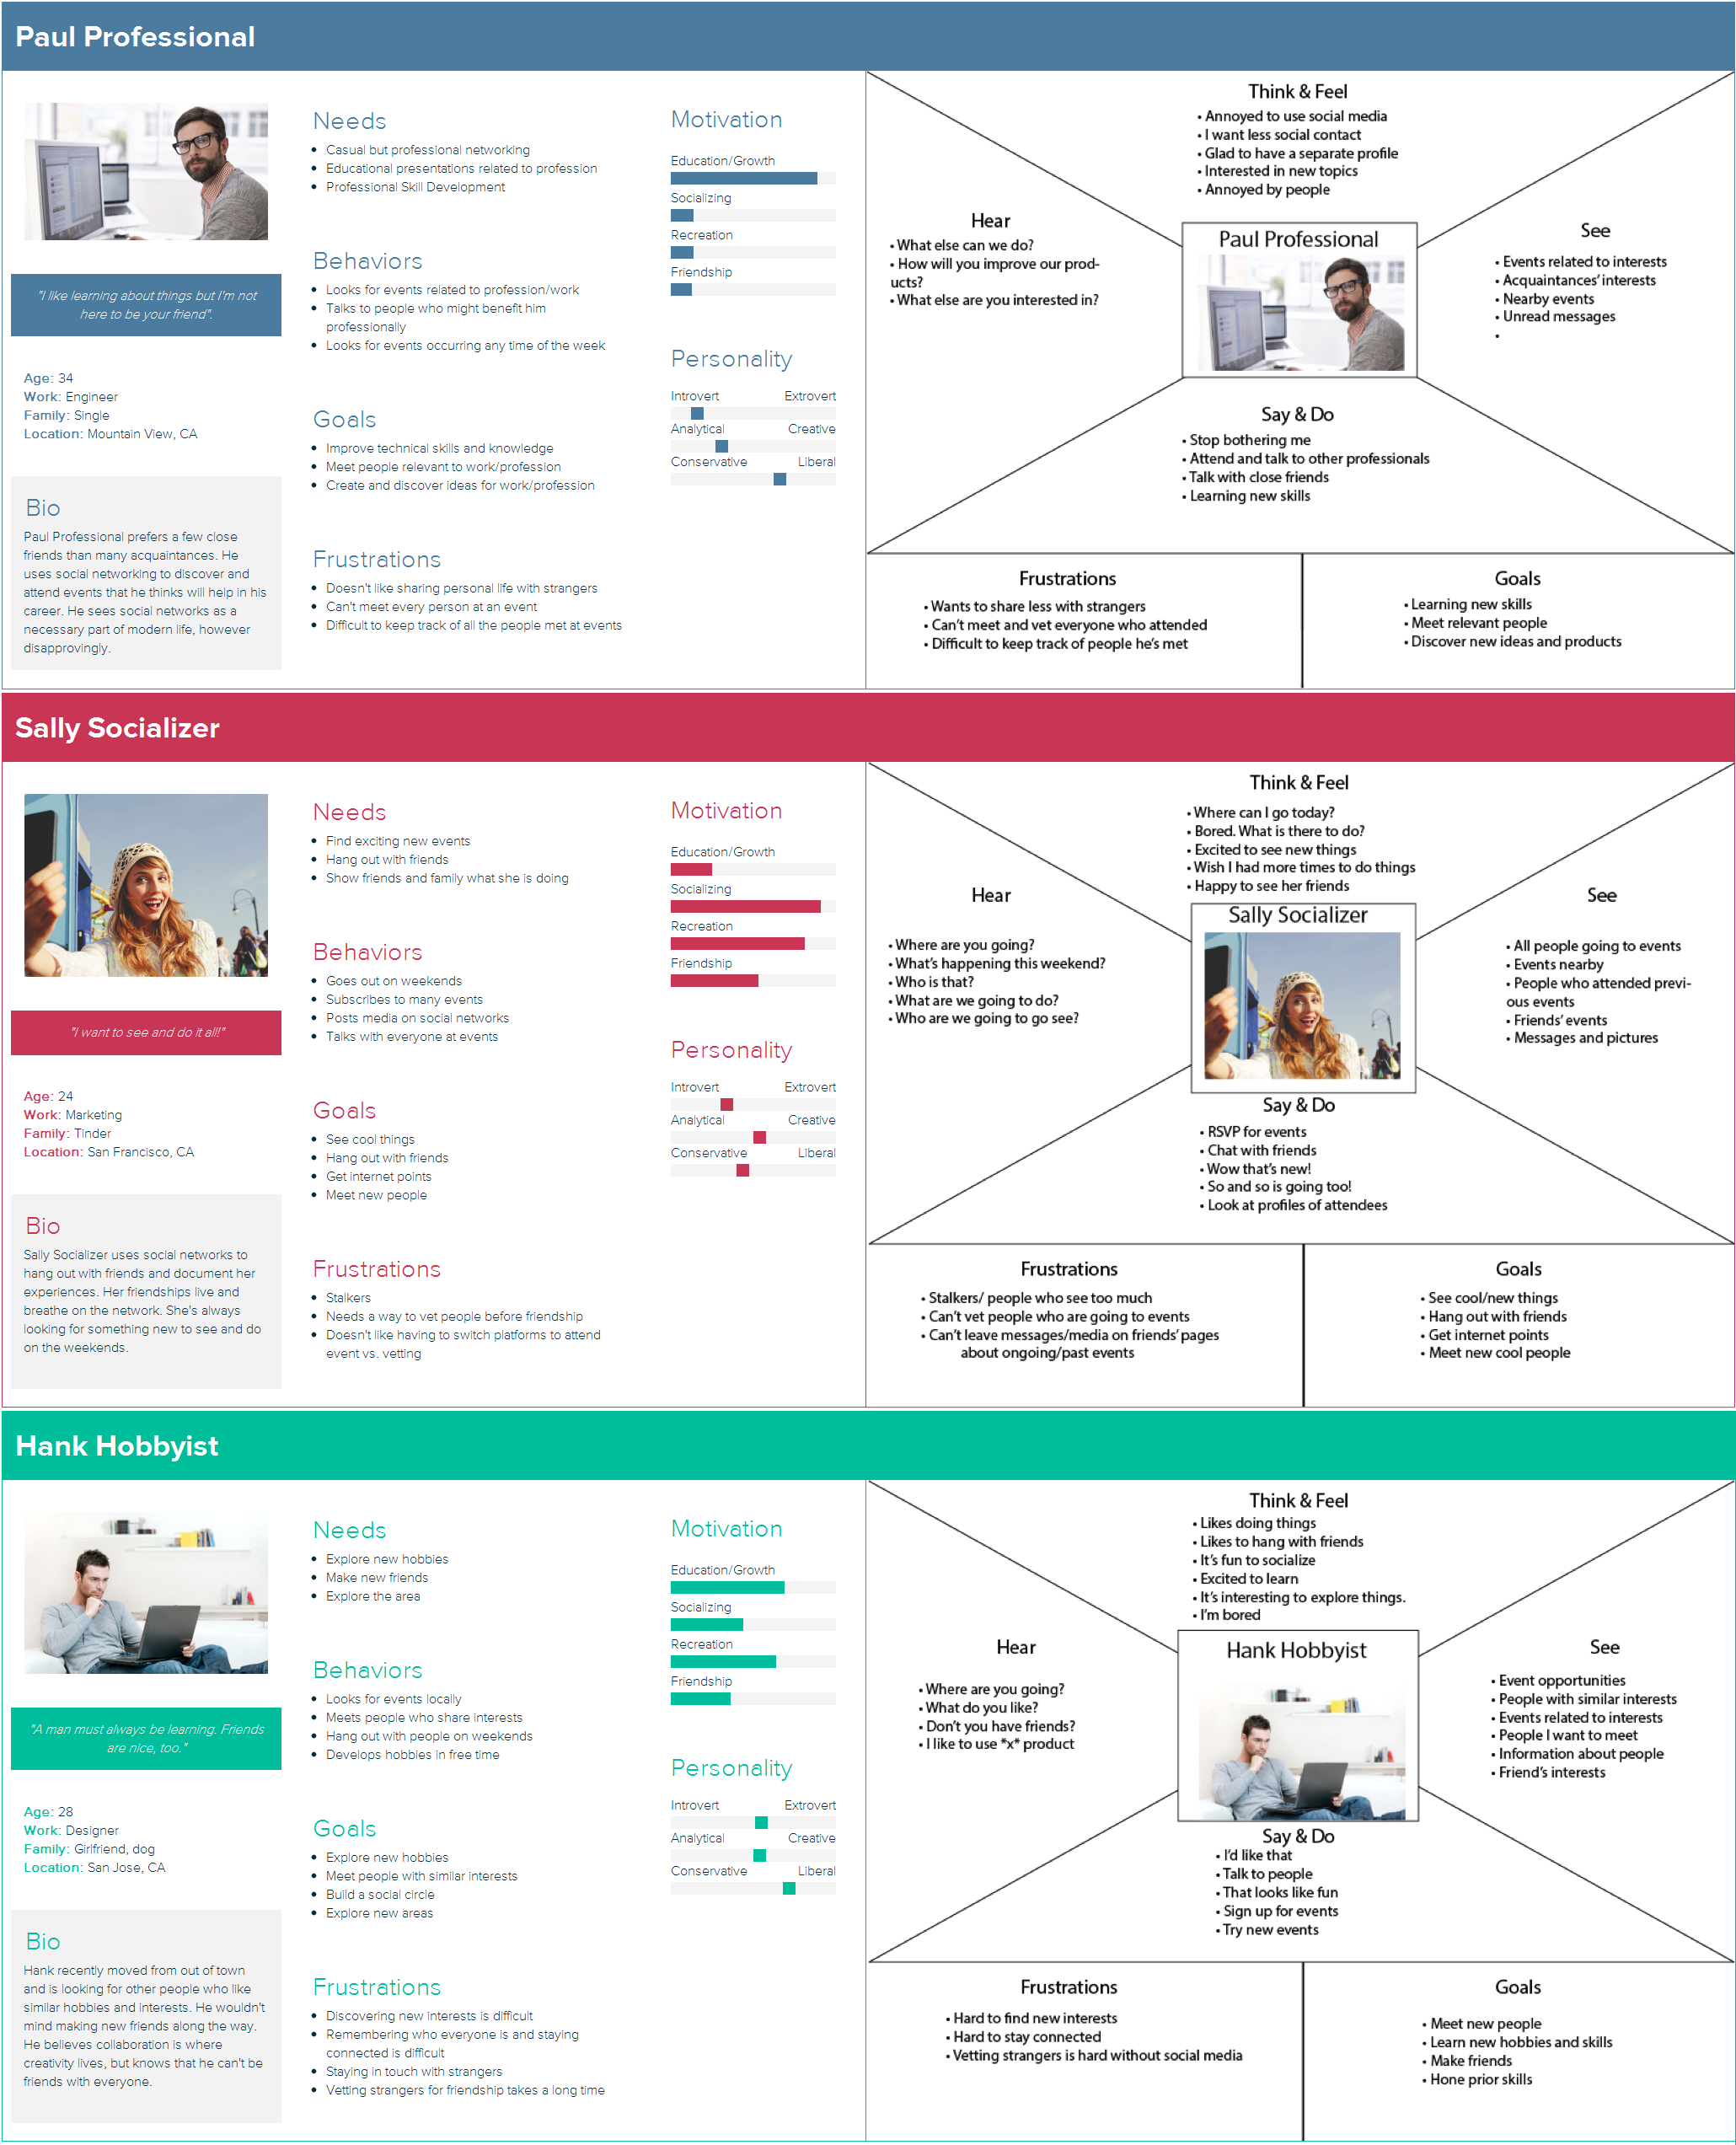 Paul Professional
"I like learning about things but I'm not
here to be your friend".
Age: 34
Work: Engineer
Family: Single
Location: Mountain View, CA
Bio
Paul Professional prefers a few close
friends than many acquaintances. He
uses social networking to discover and
attend events that he thinks will help in his
career. He sees social networks as a
necessary part of modern life, however
disapprovingly.
Needs
• Casual but professional networking
• Educational presentations related to profession
• Professional Skill Development
Behaviors
• Looks for events related to profession/work
• Talks to people who might benefit him
professionally
• Looks for events occurring any time of the week
Goals
• Improve technical skills and knowledge
• Meet people relevant to work/profession
• Create and discover ideas for work/profession
Frustrations
• Doesn't like sharing personal life with strangers
• Can't meet every person at an event
• Difficult to keep track of all the people met at events
Motivation
Education/Growth
Socializing
Recreation
Friendship
Personality
Introvert Extrovert
Analytical Creative
Conservative Liberal
Think & Feel
• Annoyed to use social media
• I want less social contact
• Glad to have a separate profile
• Interested in new topics
• Annoyed by people
Hear
• What else can we do?
• How will you improve our prod-
ucts?
• What else are you interested in?
Paul Professional
See
• Events related to interests
• Acquaintances' interests
• Nearby events
• Unread messages
•
Say & Do
• Stop bothering me
• Attend and talk to other professionals
• Talk with close friends
• Learning new skills
Frustrations
• Wants to share less with strangers
• Can't meet and vet everyone who attended
• Difficult to keep track of people he's met
Goals
• Learning new skills
• Meet relevant people
• Discover new ideas and products
Sally Socializer
"I want to see and do it all!"
Age: 24
Work: Marketing
Family: Tinder
Location: San Francisco, CA
Bio
Sally Socializer uses social networks to
hang out with friends and document her
experiences. Her friendships live and
breathe on the network. She's always
looking for something new to see and do
on the weekends.
Needs
• Find exciting new events
• Hang out with friends
• Show friends and family what she is doing
Behaviors
• Goes out on weekends
• Subscribes to many events
• Posts media on social networks
• Talks with everyone at events
Goals
• See cool things
• Hang out with friends
• Get internet points
• Meet new people
Frustrations
• Stalkers
• Needs a way to vet people before friendship
• Doesn't like having to switch platforms to attend
event vs. vetting
Motivation
Education/Growth
Socializing
Recreation
Friendship
Personality
Introvert Extrovert
Analytical Creative
Conservative Liberal
Think & Feel
• Where can I go today?
• Bored. What is there to do?
• Excited to see new things
• Wish I had more times to do things
• Happy to see her friends
Hear
• Where are you going?
• What's happening this weekend?
• Who is that?
• What are we going to do?
• Who are we going to go see?
Sally Socializer
See
• All people going to events
• Events nearby
• People who attended previ-
ous events
• Friends' events
• Messages and pictures
Say & Do
• RSVP for events
• Chat with friends
• Wow that's new!
• So and so is going too!
• Look at profiles of attendees
Frustrations
• Stalkers/ people who see too much
• Can't vet people who are going to events
• Can't leave messages/media on friends' pages
about ongoing/past events
Goals
• See cool/new things
• Hang out with friends
• Get internet points
• Meet new cool people
Hank Hobbyist
"A man must always be learning. Friends
are nice, too."
Age: 28
Work: Designer
Family: Girlfriend, dog
Location: San Jose, CA
Bio
Hank recently moved from out of town
and is looking for other people who like
similar hobbies and interests. He wouldn't
mind making new friends along the way.
He believes collaboration is where
creativity lives, but knows that he can't be
friends with everyone.
Needs
• Explore new hobbies
• Make new friends
• Explore the area
Behaviors
• Looks for events locally
• Meets people who share interests
• Hang out with people on weekends
• Develops hobbies in free time
Goals
• Explore new hobbies
• Meet people with similar interests
• Build a social circle
• Explore new areas
Frustrations
• Discovering new interests is difficult
• Remembering who everyone is and staying
connected is difficult
• Staying in touch with strangers
• Vetting strangers for friendship takes a long time
Motivation
Education/Growth
Socializing
Recreation
Friendship
Personality
Introvert Extrovert
Analytical Creative
Conservative Liberal
Think & Feel
• Likes doing things
• Likes to hang with friends
• It's fun to socialize
• Excited to learn
• It's interesting to explore things.
• I'm bored
Hear
• Where are you going?
• What do you like?
• Don't you have friends?
• I like to use *x* product
Hank Hobbyist
See
• Event opportunities
• People with similar interests
• Events related to interests
• People I want to meet
• Information about people
• Friend's interests
Say & Do
• I'd like that
• Talk to people
• That looks like fun
• Sign up for events
• Try new events
Frustrations
• Hard to find new interests
• Hard to stay connected
• Vetting strangers is hard without social media
Goals
• Meet new people
• Learn new hobbies and skills
• Make friends
• Hone prior skills